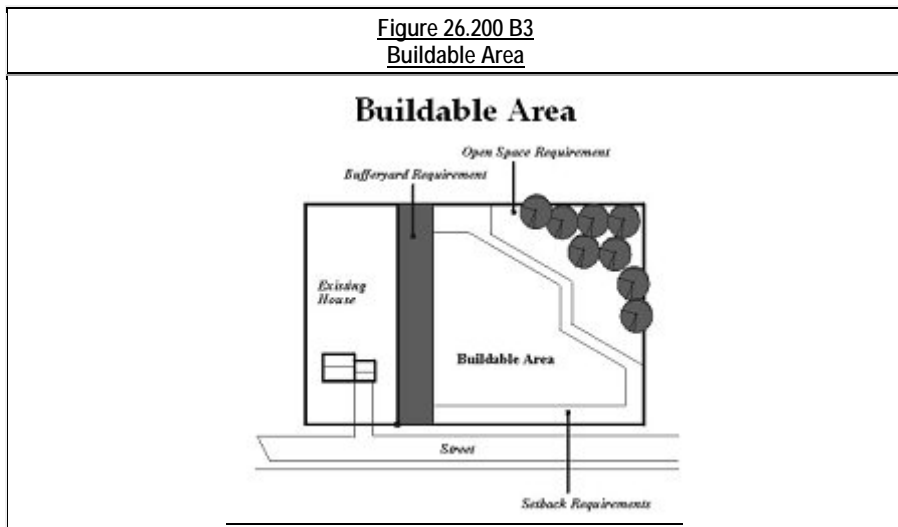 Figure 26.200 B3
Buildable Area
Buildable Area
Open Space Requirement
Bufferyard Requirement
Existing
House
Buildable Area
Street
Setback Requirements